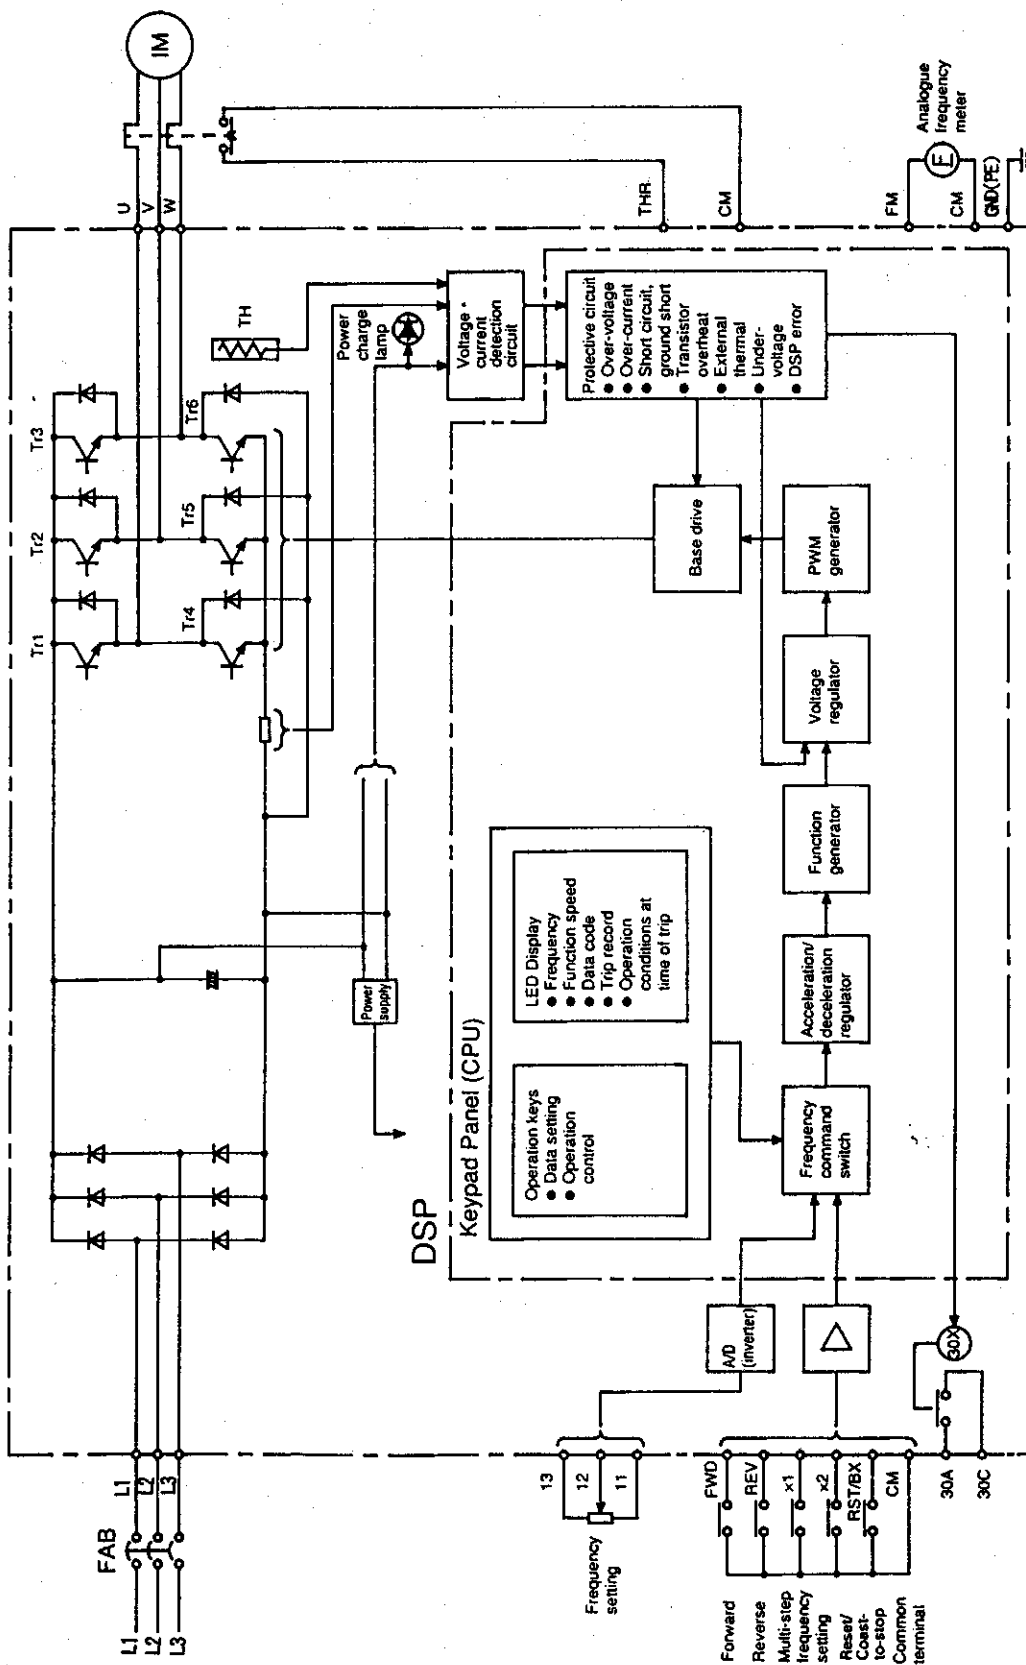 FAB
L1
L2
L3
L1
L2
L3
Tr1
Tr2
Tr3
Tr4
Tr5
Tr6
TH
U
V
W
IM
Power
supply
Power
charge
lamp
Voltage •
current
detection
circuit
THR
CM
DSP
Keypad Panel (CPU)
Operation keys
● Data setting
● Operation
control
LED Display
● Frequency
● Function speed
● Data code
● Trip record
● Operation
conditions at
time of trip
Protective circuit
● Over-voltage
● Over-current
● Short circuit,
ground short
● Transistor
overheat
● External
thermal
● Under-
voltage
● DSP error
Base drive
Frequency
command
switch
Acceleration/
deceleration
regulator
Function
generator
Voltage
regulator
PWM
generator
A/D
(inverter)
13
12
11
Frequency
setting
FWD
REV
x1
x2
RST/BX
CM
Forward
Reverse
Multi-step
frequency
setting
Reset/
Coast-
to-stop
Common
terminal
30X
30A
30C
FM
CM
GND(PE)
F
Analogue
frequency
meter